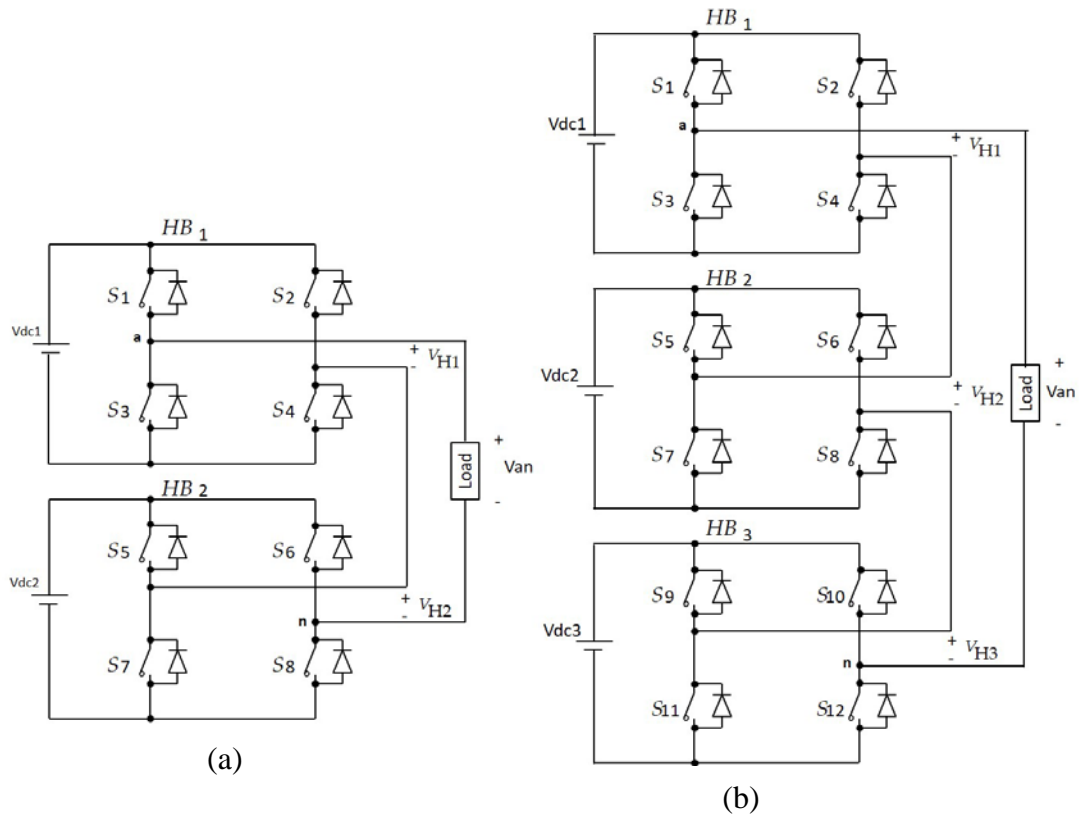 HB 1
S1
S2
Vdc1
a
+
-
VH1
S3
S4
HB 2
S5
S6
Vdc2
+
-
VH2
n
S7
S8
Load
+
Van
-
(a)
HB 1
S1
S2
Vdc1
a
+
-
VH1
S3
S4
HB 2
S5
S6
Vdc2
+
-
VH2
S7
S8
Load
+
Van
-
HB 3
S9
S10
Vdc3
+
-
VH3
n
S11
S12
(b)